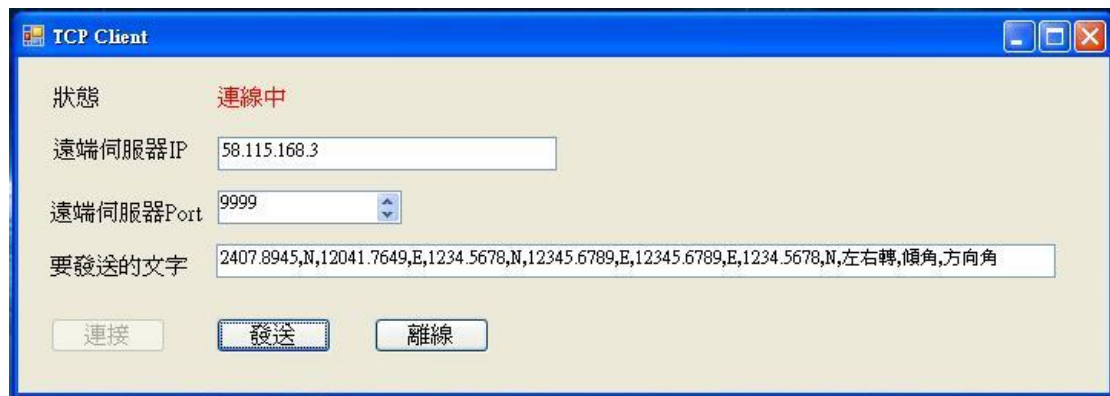 TCP Client
狀態 連線中
遠端伺服器IP 58.115.168.3
遠端伺服器Port 9999
要發送的文字 2407.8945,N,12041.7649,E,1234.5678,N,12345.6789,E,12345.6789,E,1234.5678,N,左右轉,傾角,方向角
連接 發送 離線